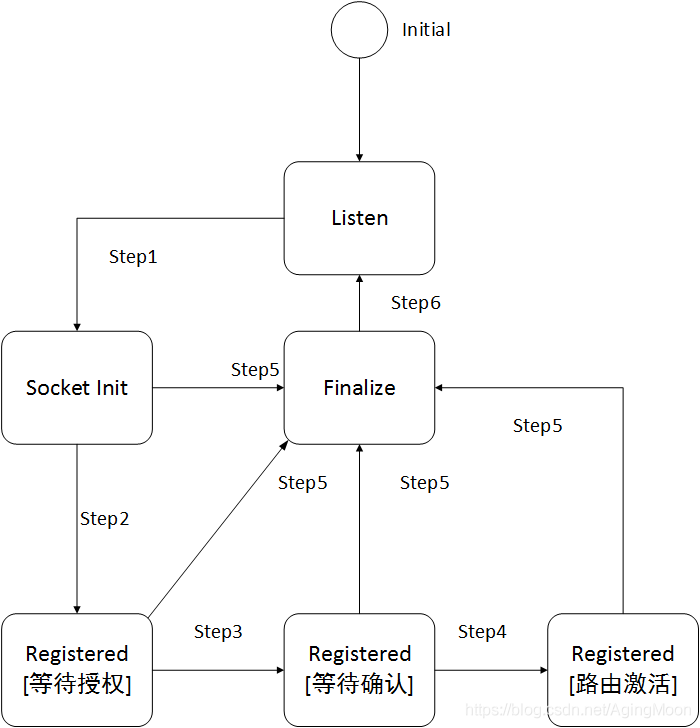 Initial
Listen
Step1
Step6
Socket Init
Step5
Finalize
Step5
Step5
Step5
Step2
Registered
[等待授权]
Step3
Registered
[等待确认]
Step4
Registered
[路由激活]
https://blog.csdn.net/AgingMoon